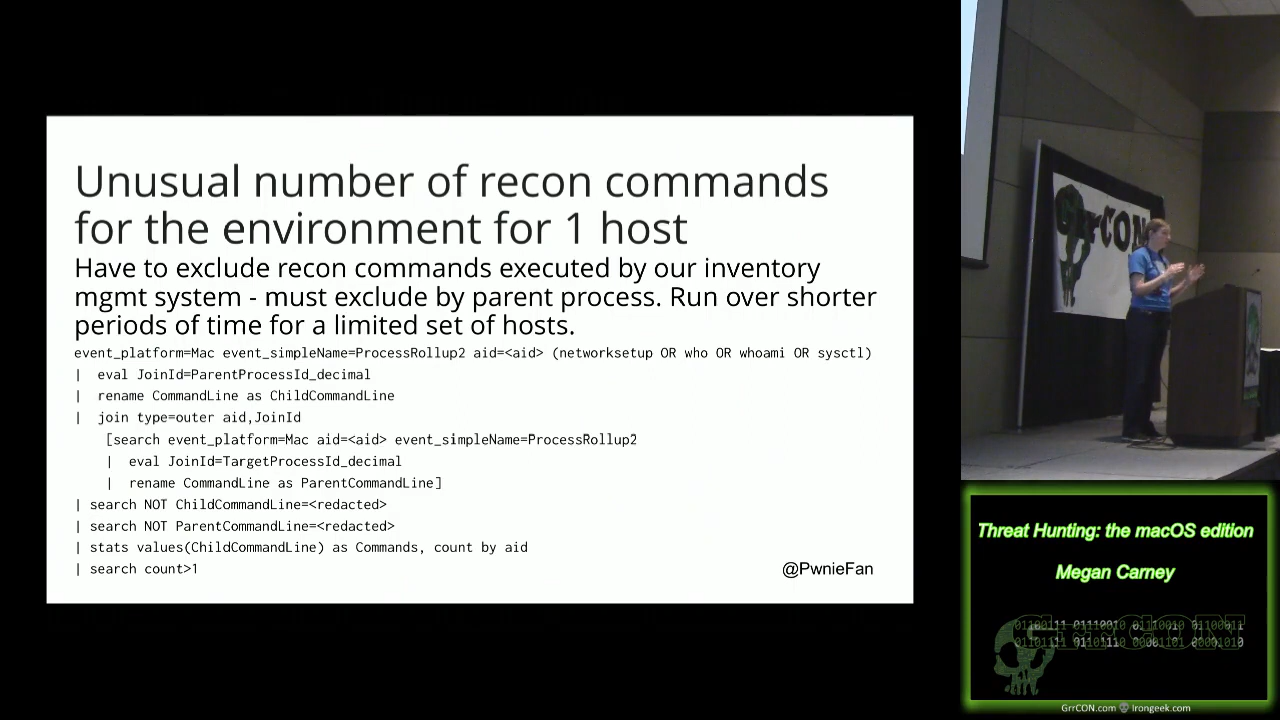 Unusual number of recon commands
for the environment for 1 host
Have to exclude recon commands executed by our inventory
mgmt system - must exclude by parent process. Run over shorter
periods of time for a limited set of hosts.
event_platform=Mac event_simpleName=ProcessRollup2 aid=<aid> (networksetup OR who OR whoami OR sysctl)
| eval JoinId=ParentProcessId_decimal
| rename CommandLine as ChildCommandLine
| join type=outer aid,JoinId
[search event_platform=Mac aid=<aid> event_simpleName=ProcessRollup2
| eval JoinId=TargetProcessId_decimal
| rename CommandLine as ParentCommandLine]
| search NOT ChildCommandLine=<redacted>
| search NOT ParentCommandLine=<redacted>
| stats values(ChildCommandLine) as Commands, count by aid
| search count>1
@PwnieFan
GrrCON
Threat Hunting: the macOS edition
Megan Carney
GrrCON
GrrCON.com Irongeek.com